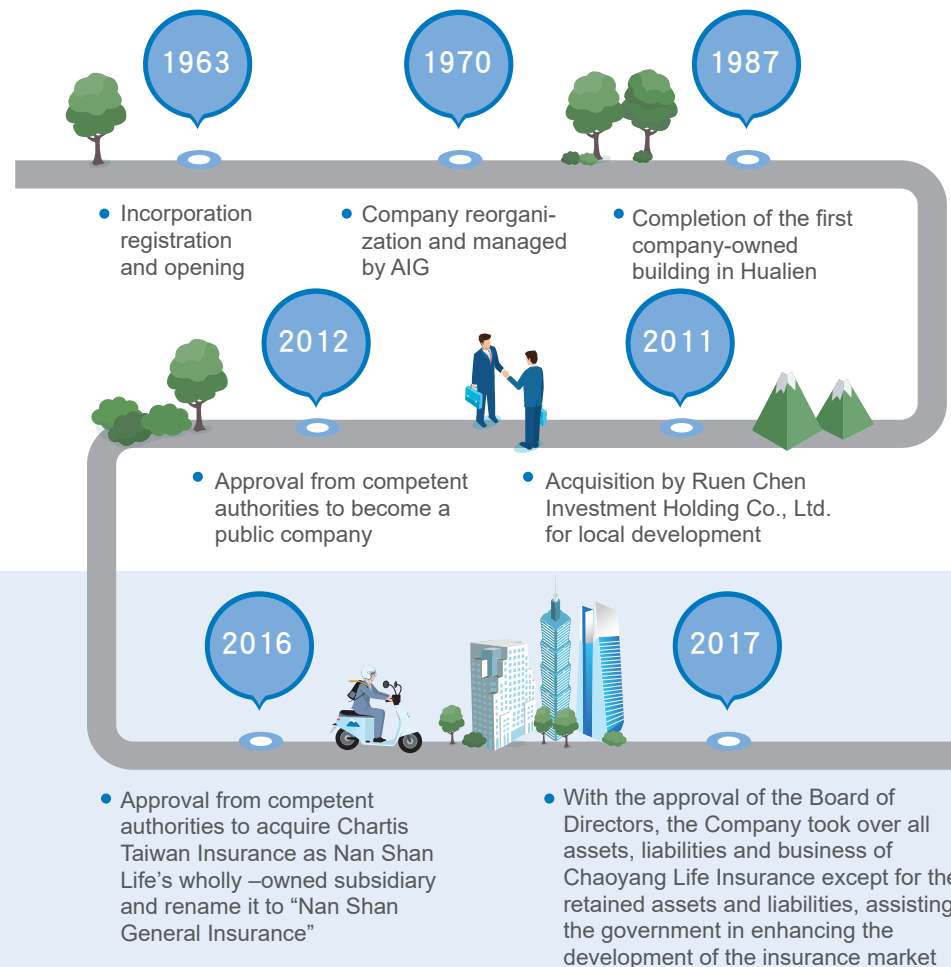 1963
1970
1987
• Incorporation
registration
and opening
• Company reorgani-
zation and managed
by AIG
• Completion of the first
company-owned
building in Hualien
2011
2012
• Acquisition by Ruen Chen
Investment Holding Co., Ltd.
for local development
• Approval from competent
authorities to become a
public company
2016
2017
• Approval from competent
authorities to acquire Chartis
Taiwan Insurance as Nan Shan
Life’s wholly –owned subsidiary
and rename it to “Nan Shan
General Insurance”
• With the approval of the Board of
Directors, the Company took over all
assets, liabilities and business of
Chaoyang Life Insurance except for the
retained assets and liabilities, assisting
the government in enhancing the
development of the insurance market